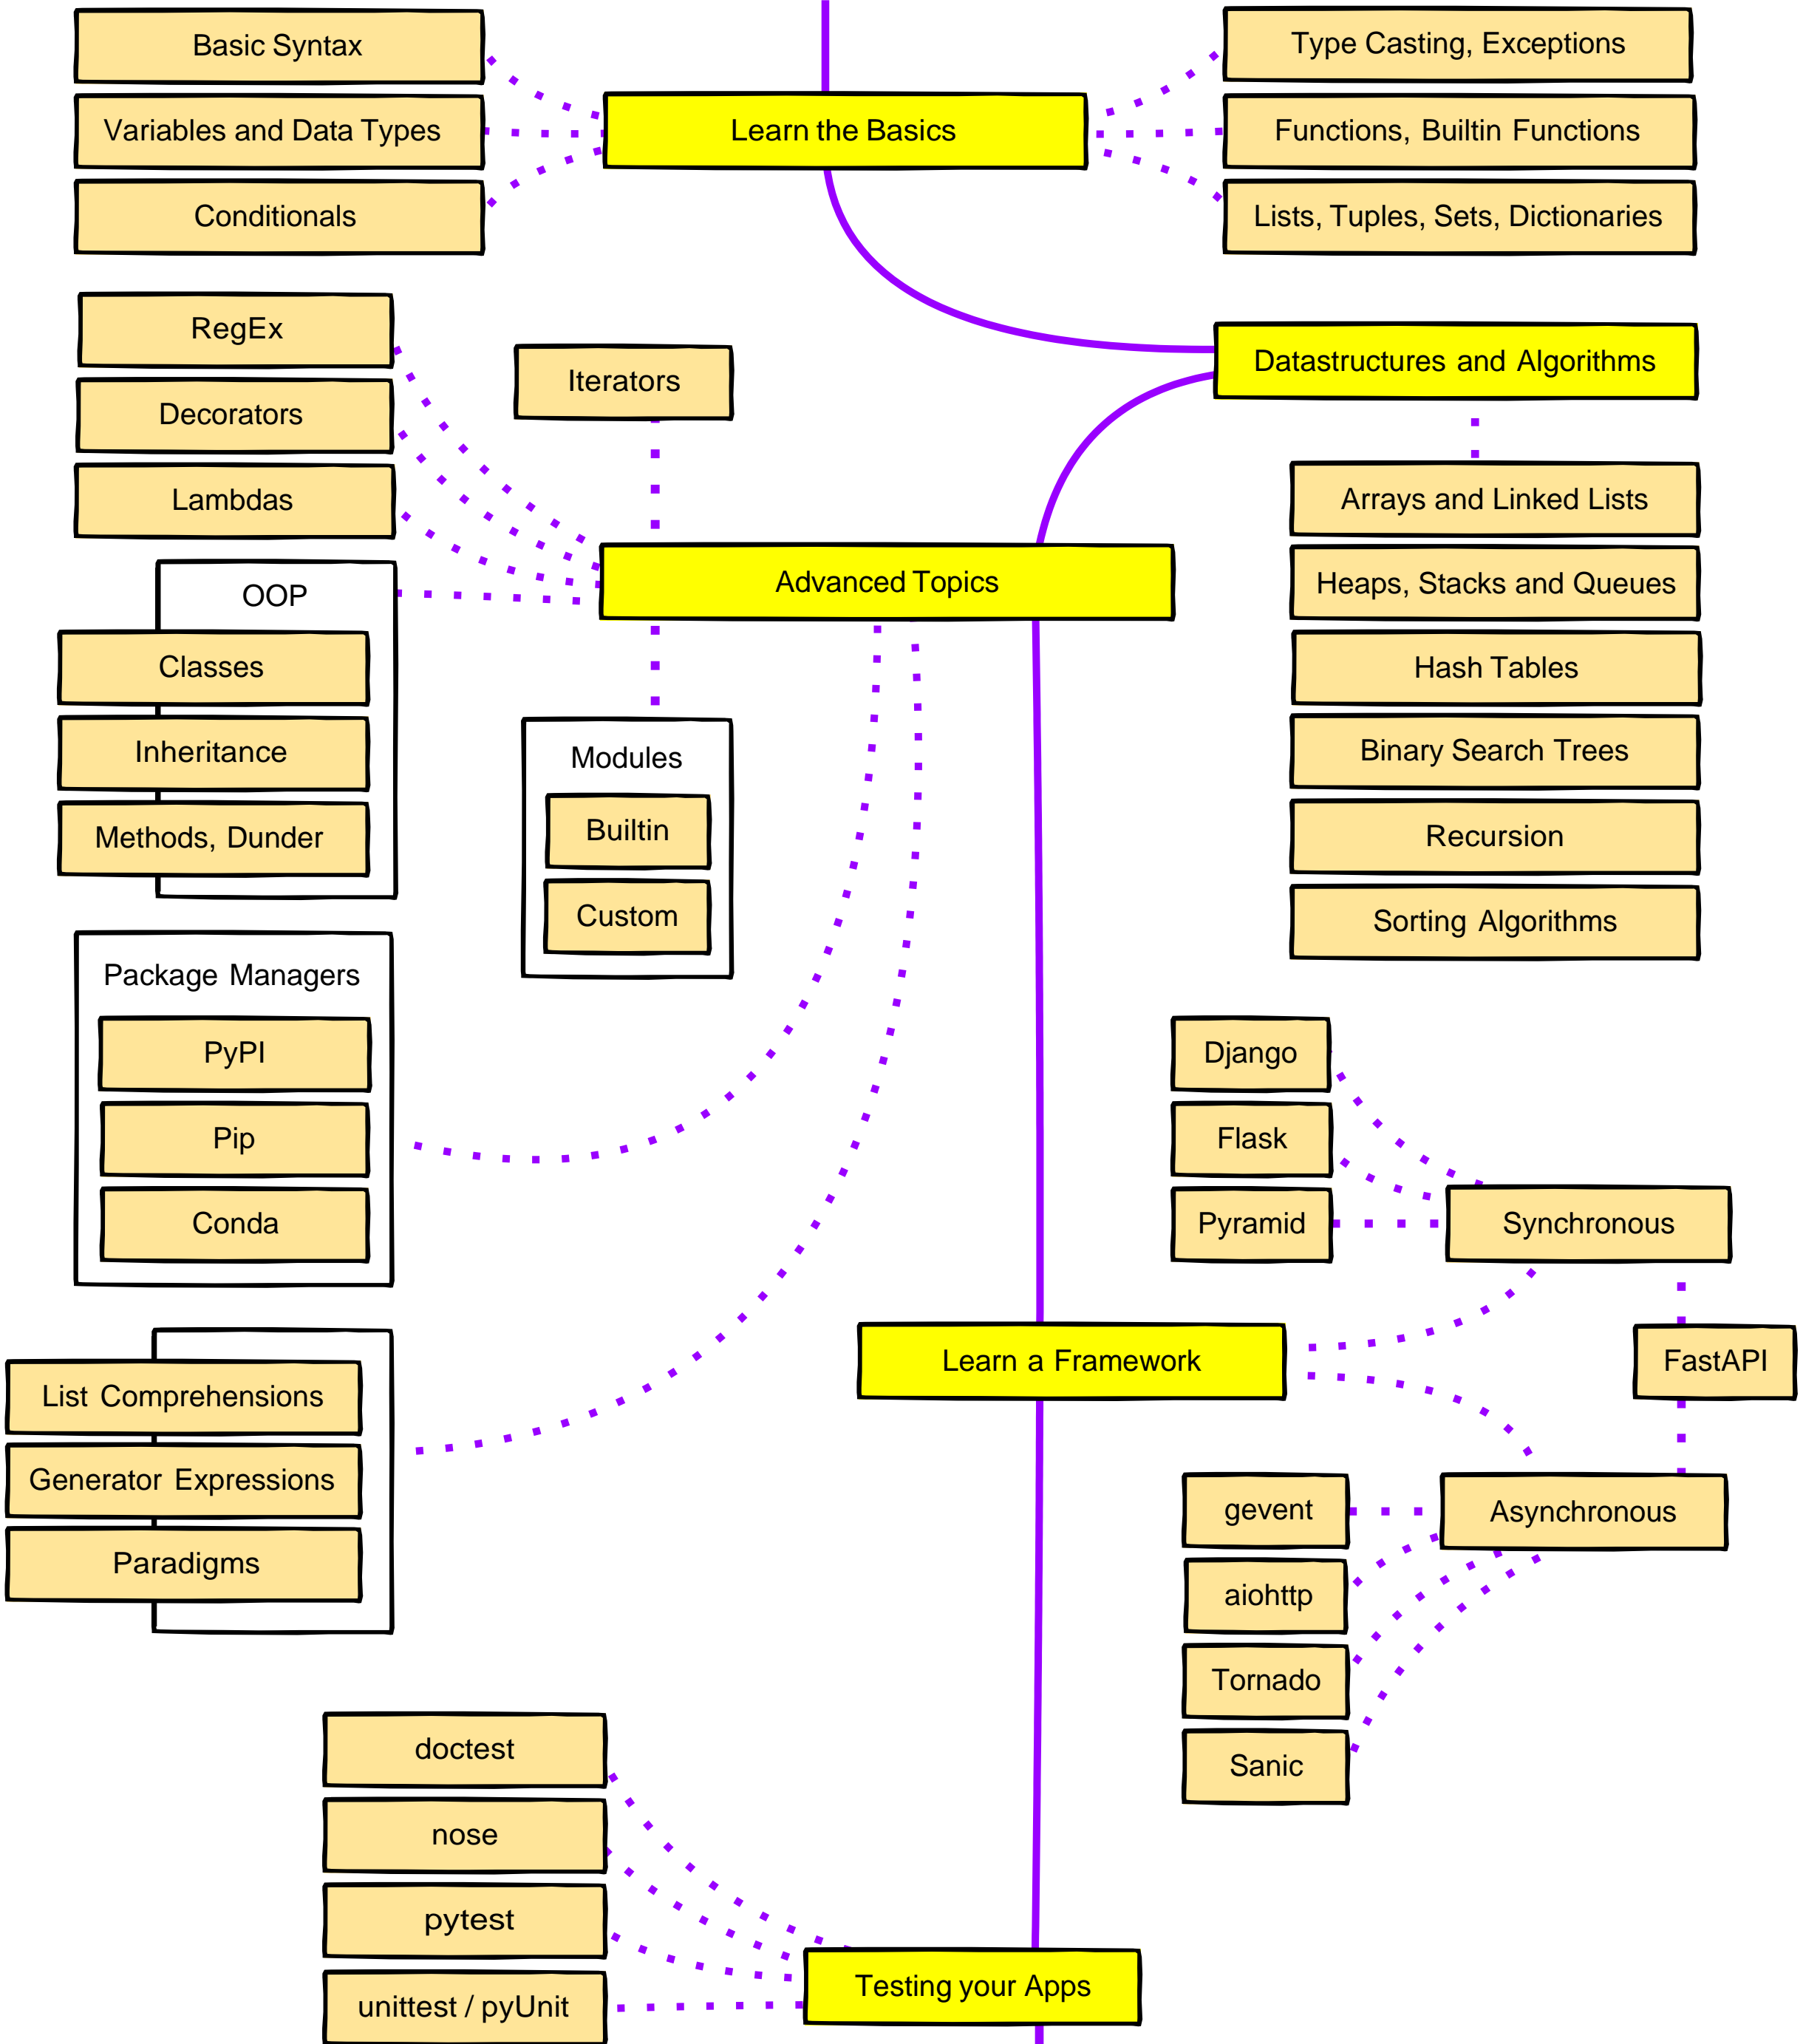 Basic Syntax
Variables and Data Types
Conditionals
Learn the Basics
Type Casting, Exceptions
Functions, Builtin Functions
Lists, Tuples, Sets, Dictionaries
RegEx
Decorators
Lambdas
Iterators
Datastructures and Algorithms
Arrays and Linked Lists
Heaps, Stacks and Queues
Hash Tables
Binary Search Trees
Recursion
Sorting Algorithms
Advanced Topics
OOP
Classes
Inheritance
Methods, Dunder
Modules
Builtin
Custom
Package Managers
PyPI
Pip
Conda
Django
Flask
Pyramid
Synchronous
Learn a Framework
FastAPI
List Comprehensions
Generator Expressions
Paradigms
gevent
aiohttp
Tornado
Sanic
Asynchronous
doctest
nose
pytest
unittest / pyUnit
Testing your Apps